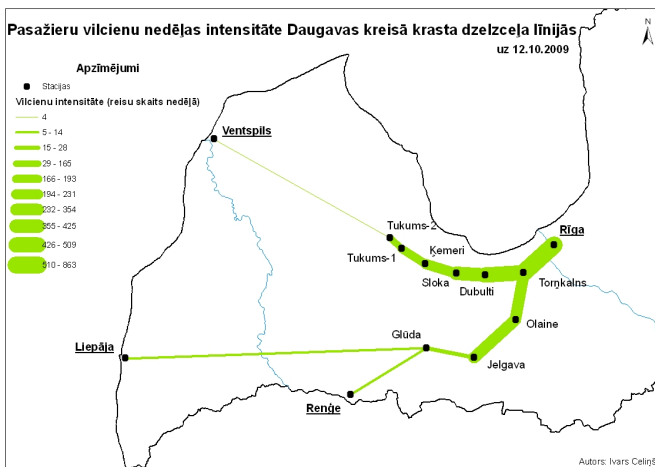 Pasažieru vilcienu nedēļas intensitāte Daugavas kreisā krasta dzelzceļa līnijās
uz 12.10.2009
N
Apzīmējumi
Stacijas
Vilcienu intensitāte (reisu skaits nedēļā)
4
5 - 14
15 - 28
29 - 165
166 - 193
194 - 231
232 - 354
355 - 425
426 - 509
510 - 863
Ventspils
Tukums-2
Rīga
Tukums-1
Ķemeri
Sloka
Dubulti
Torņkalns
Olaine
Glūda
Liepāja
Jelgava
Reņģe
Autors: Ivars Celiņš